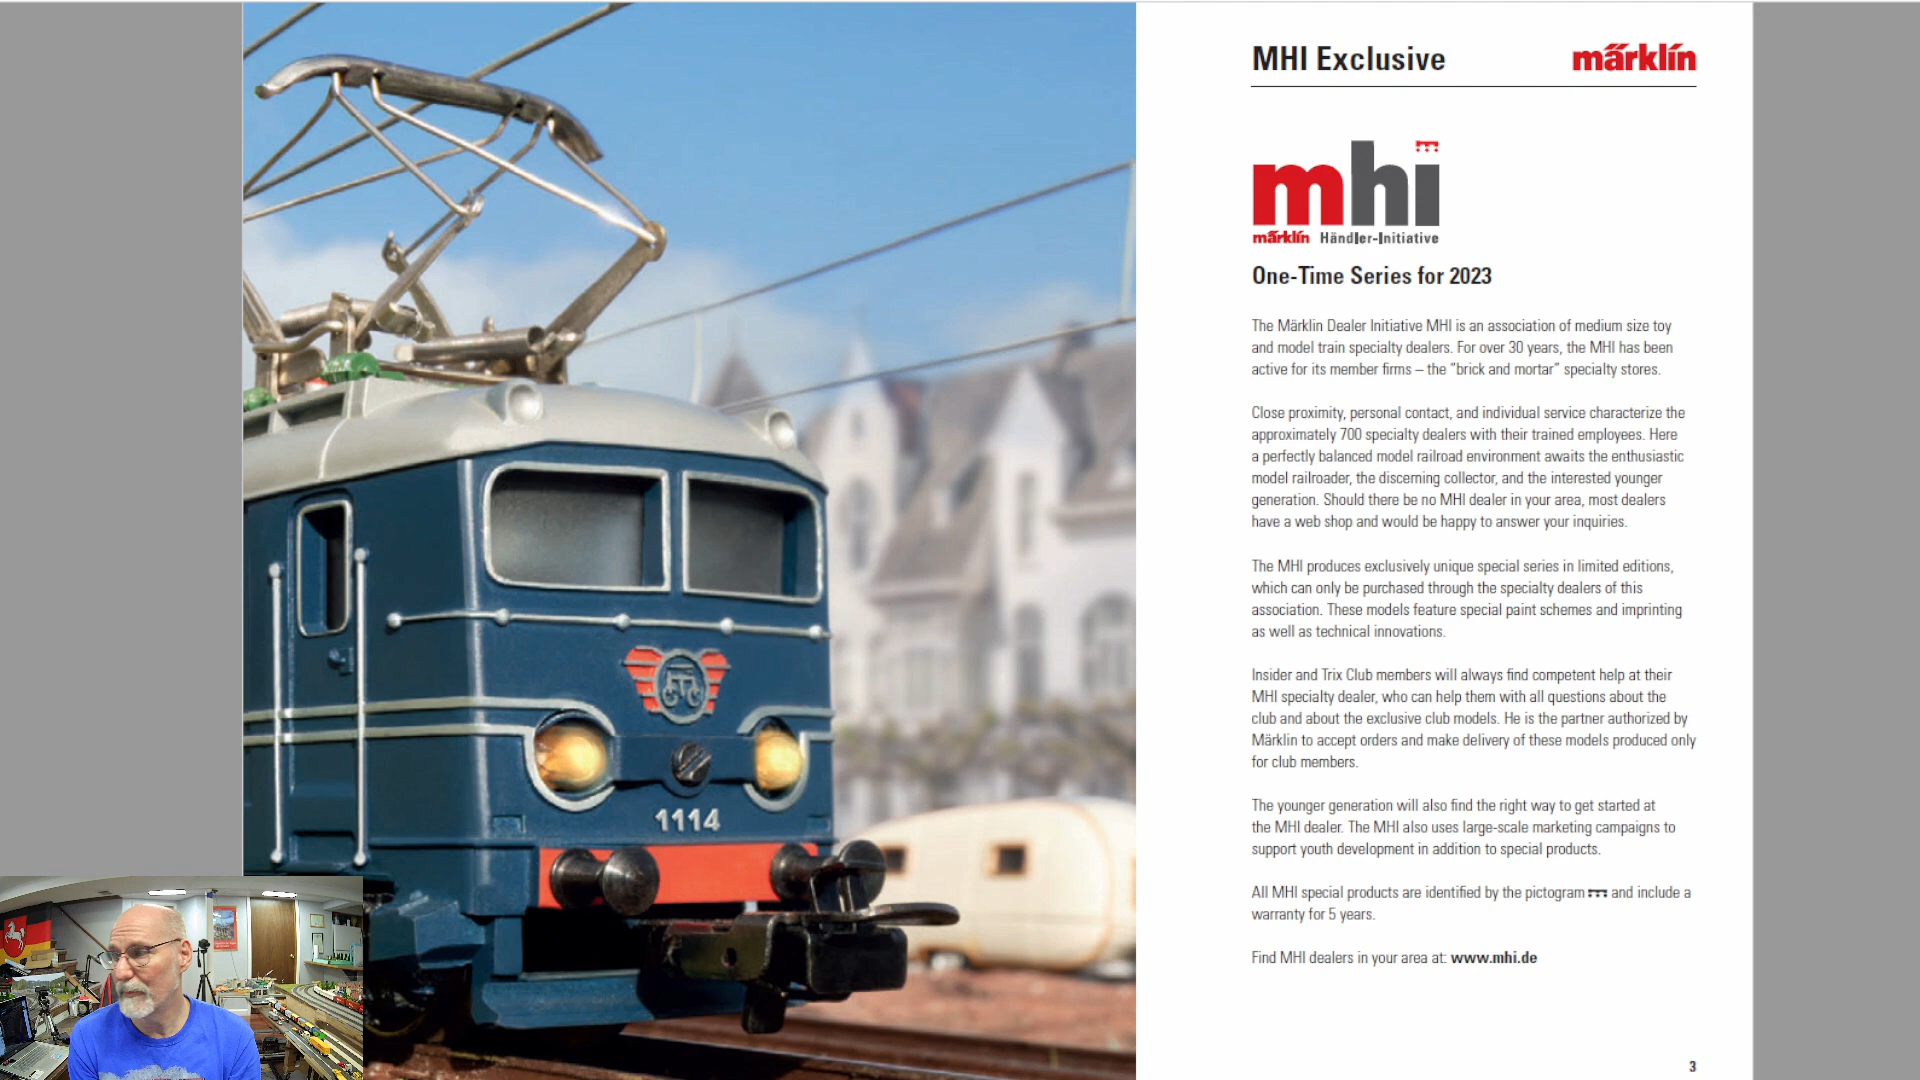 1114
MHI Exclusive
märklin
mhi
märklin Händler-Initiative
One-Time Series for 2023
The Märklin Dealer Initiative MHI is an association of medium size toy
and model train specialty dealers. For over 30 years, the MHI has been
active for its member firms – the “brick and mortar” specialty stores.
Close proximity, personal contact, and individual service characterize the
approximately 700 specialty dealers with their trained employees. Here
a perfectly balanced model railroad environment awaits the enthusiastic
model railroader, the discerning collector, and the interested younger
generation. Should there be no MHI dealer in your area, most dealers
have a web shop and would be happy to answer your inquiries.
The MHI produces exclusively unique special series in limited editions,
which can only be purchased through the specialty dealers of this
association. These models feature special paint schemes and imprinting
as well as technical innovations.
Insider and Trix Club members will always find competent help at their
MHI specialty dealer, who can help them with all questions about the
club and about the exclusive club models. He is the partner authorized by
Märklin to accept orders and make delivery of these models produced only
for club members.
The younger generation will also find the right way to get started at
the MHI dealer. The MHI also uses large-scale marketing campaigns to
support youth development in addition to special products.
All MHI special products are identified by the pictogram and include a
warranty for 5 years.
Find MHI dealers in your area at: www.mhi.de
3